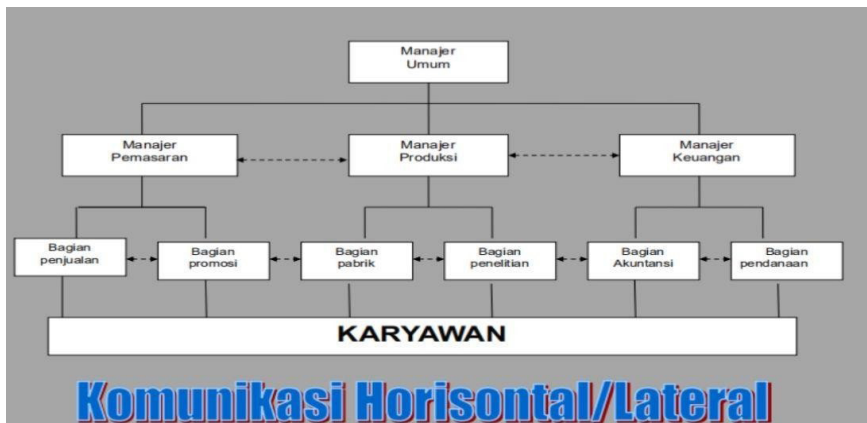 Manajer
Umum
Manajer
Pemasaran
Manajer
Produksi
Manajer
Keuangan
Bagian
penjualan
Bagian
promosi
Bagian
pabrik
Bagian
penelitian
Bagian
Akuntansi
Bagian
pendanaan
KARYAWAN
Komunikasi Horisontal/Lateral